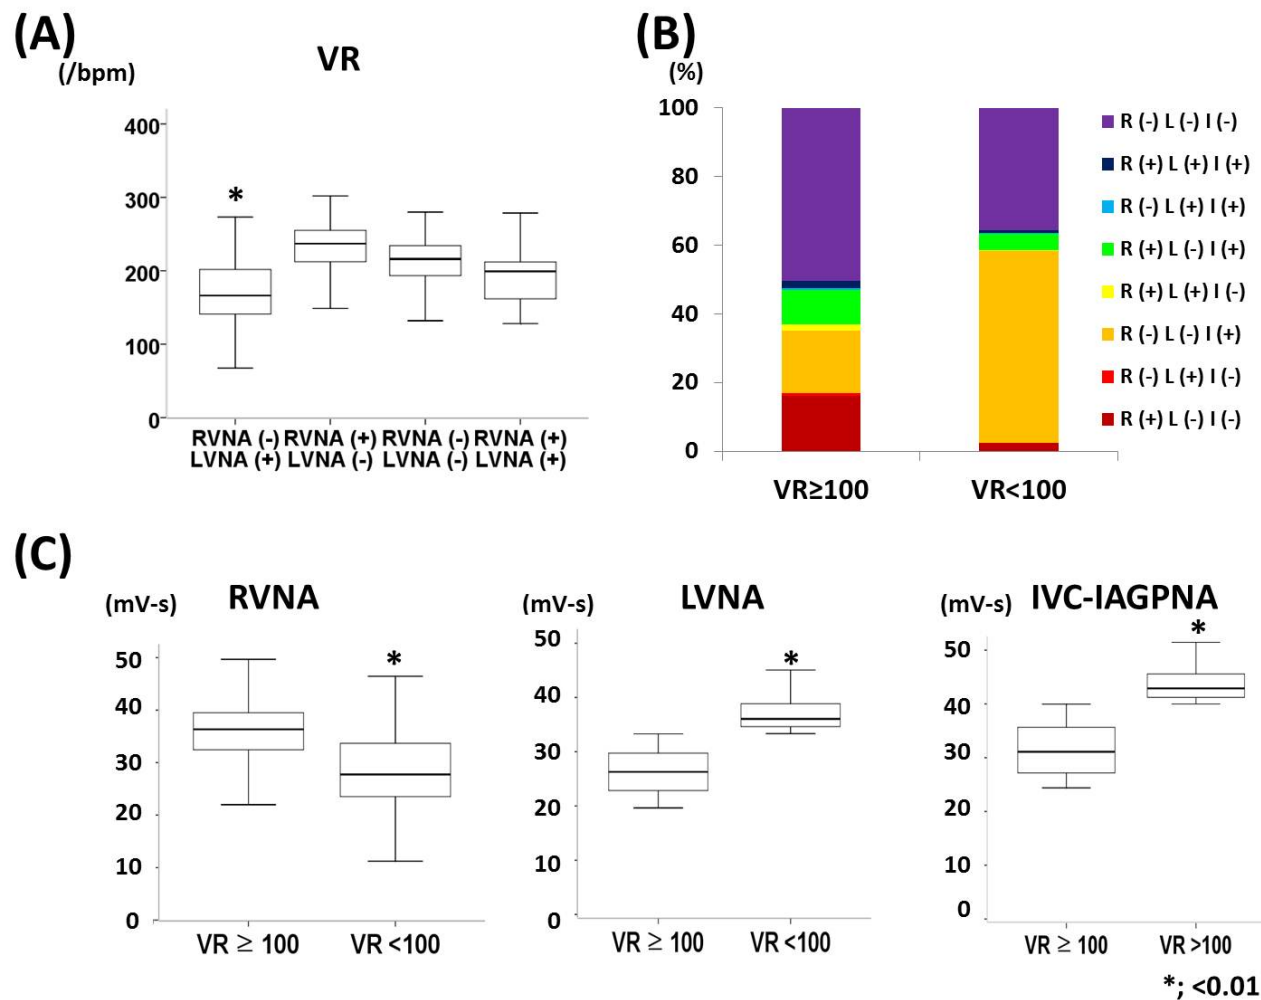 (A)
VR
(/bpm)
400
*
300
200
100
0
RVNA (-) RVNA (+) RVNA (-) RVNA (+)
LVNA (+) LVNA (-) LVNA (-) LVNA (+)
(B)
(%)
100
80
60
40
20
0
VR≥100 VR<100
R (-) L (-) I (-)
R (+) L (+) I (+)
R (-) L (+) I (+)
R (+) L (-) I (+)
R (+) L (+) I (-)
R (-) L (-) I (+)
R (-) L (+) I (-)
R (+) L (-) I (-)
(C)
(mV-s) RVNA
50
*
40
30
20
10
0
VR ≥ 100 VR <100
(mV-s) LVNA
50
*
40
30
20
10
0
VR ≥ 100 VR <100
(mV-s) IVC-IAGPNA
*
50
40
30
20
10
0
VR ≥ 100 VR >100
*; <0.01